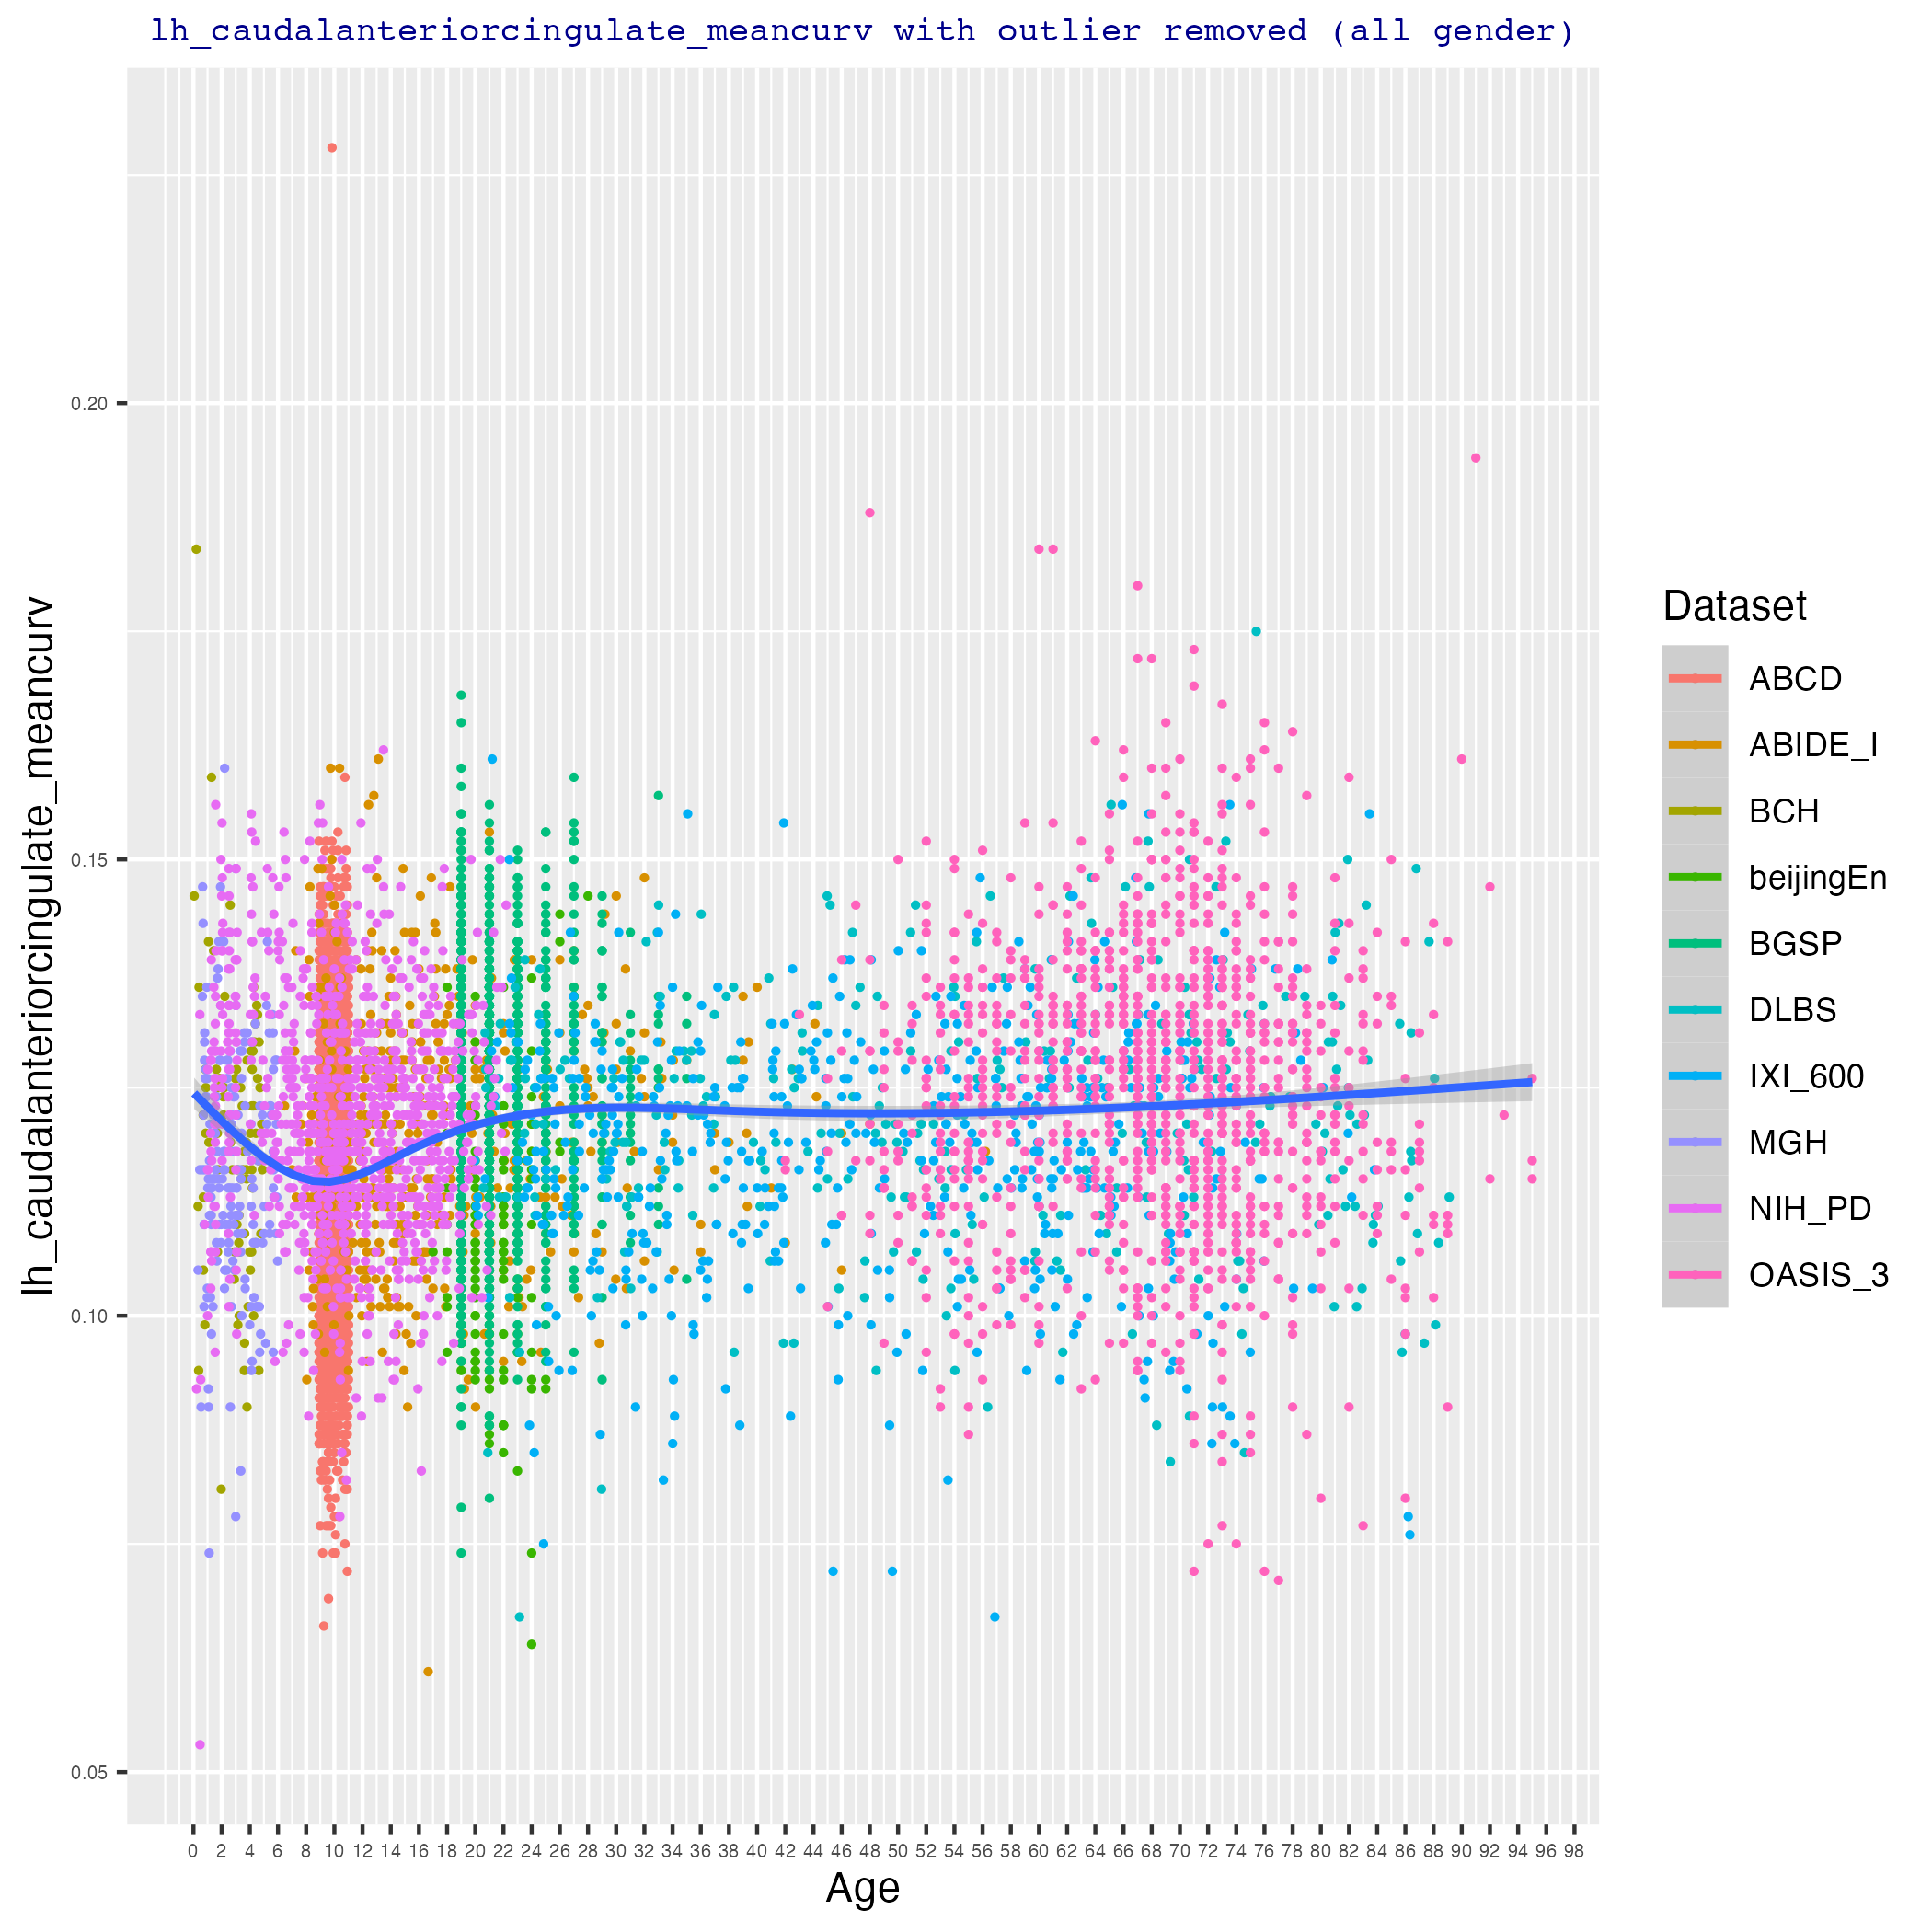 lh_caudalanteriorcingulate_meancurv with outlier removed (all gender)
lh_caudalanteriorcingulate_meancurv
0.20
0.15
0.10
0.05
0 2 4 6 8 10 12 14 16 18 20 22 24 26 28 30 32 34 36 38 40 42 44 46 48 50 52 54 56 58 60 62 64 66 68 70 72 74 76 78 80 82 84 86 88 90 92 94 96 98
Age
Dataset
ABCD
ABIDE_I
BCH
beijingEn
BGSP
DLBS
IXI_600
MGH
NIH_PD
OASIS_3